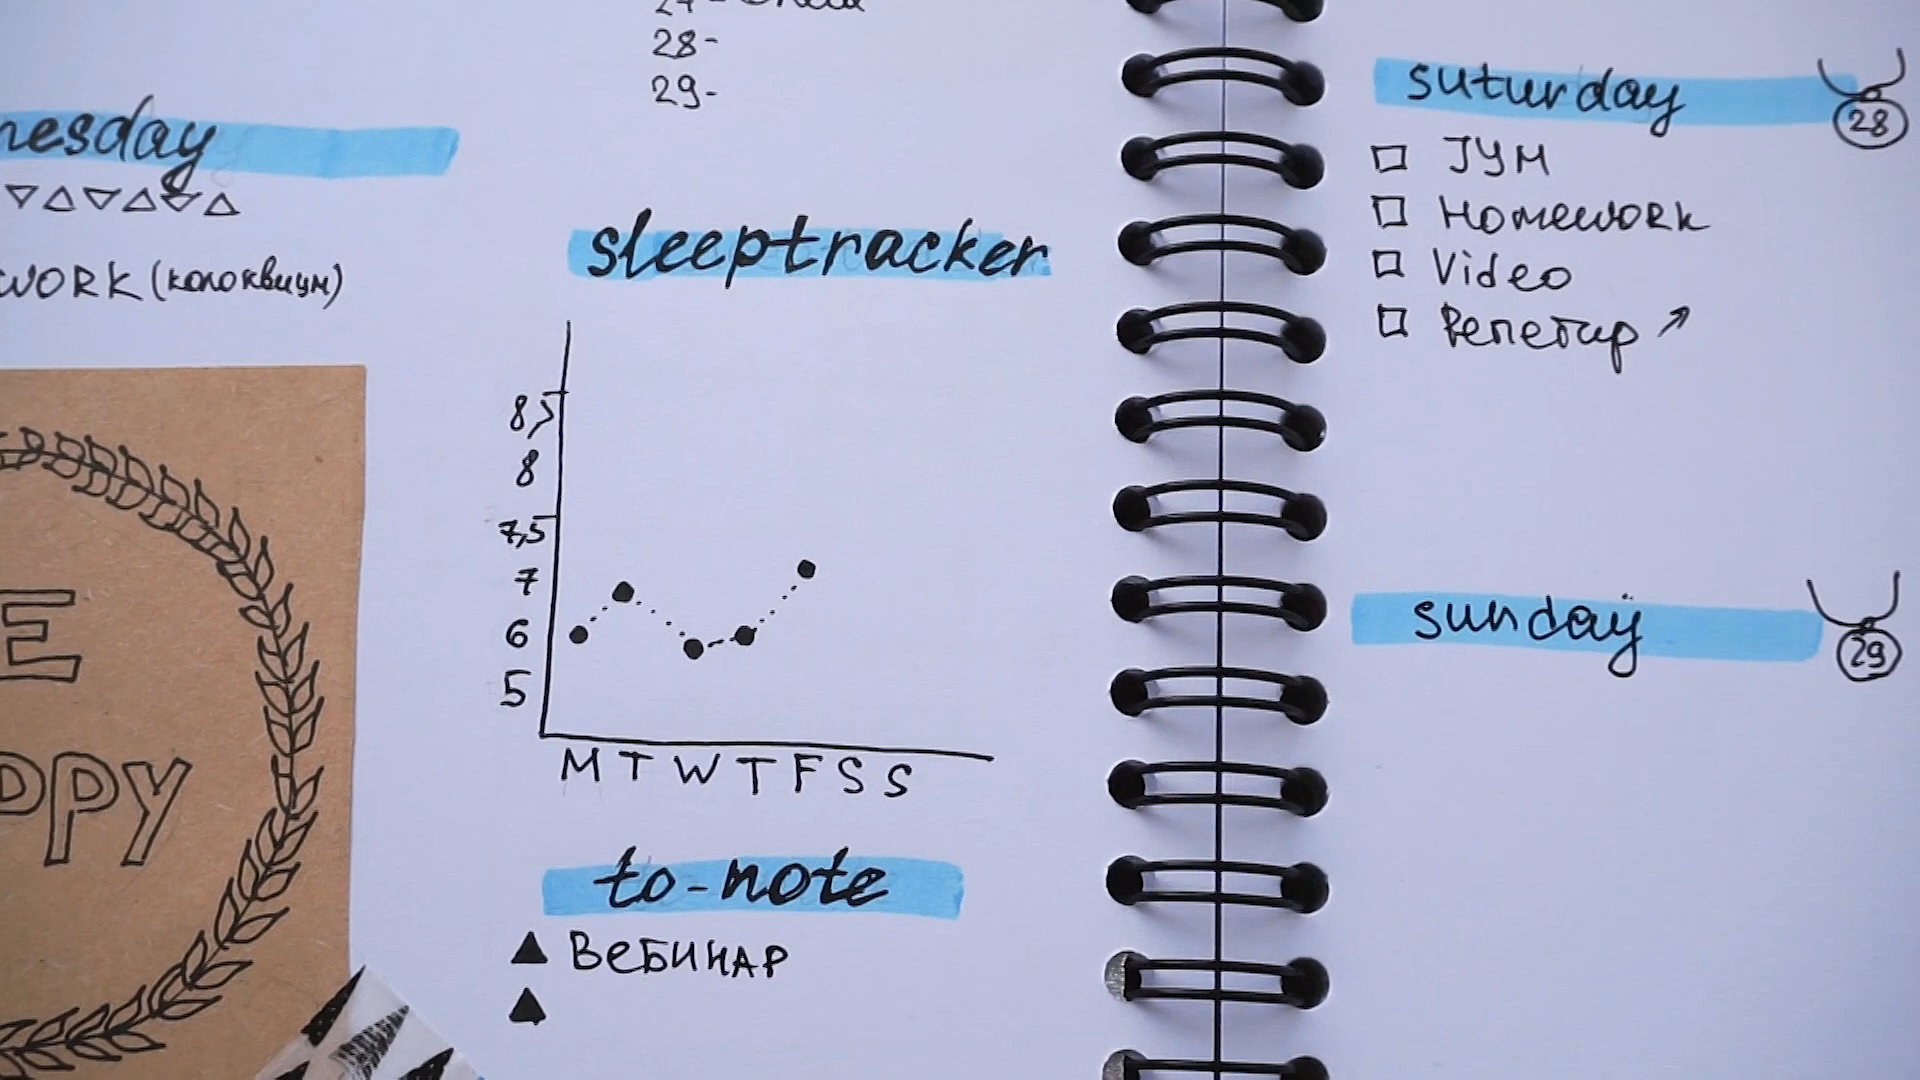 28-
29-
sleeptracker
8,5
8
7,5
7
6
5
M T W T F S S
to-note
▲ Вебинар
▲
WORK (коллоквиум)
E
PPY
suturday
28
JYM
Homework
Video
Репетир ↗
sunday
29